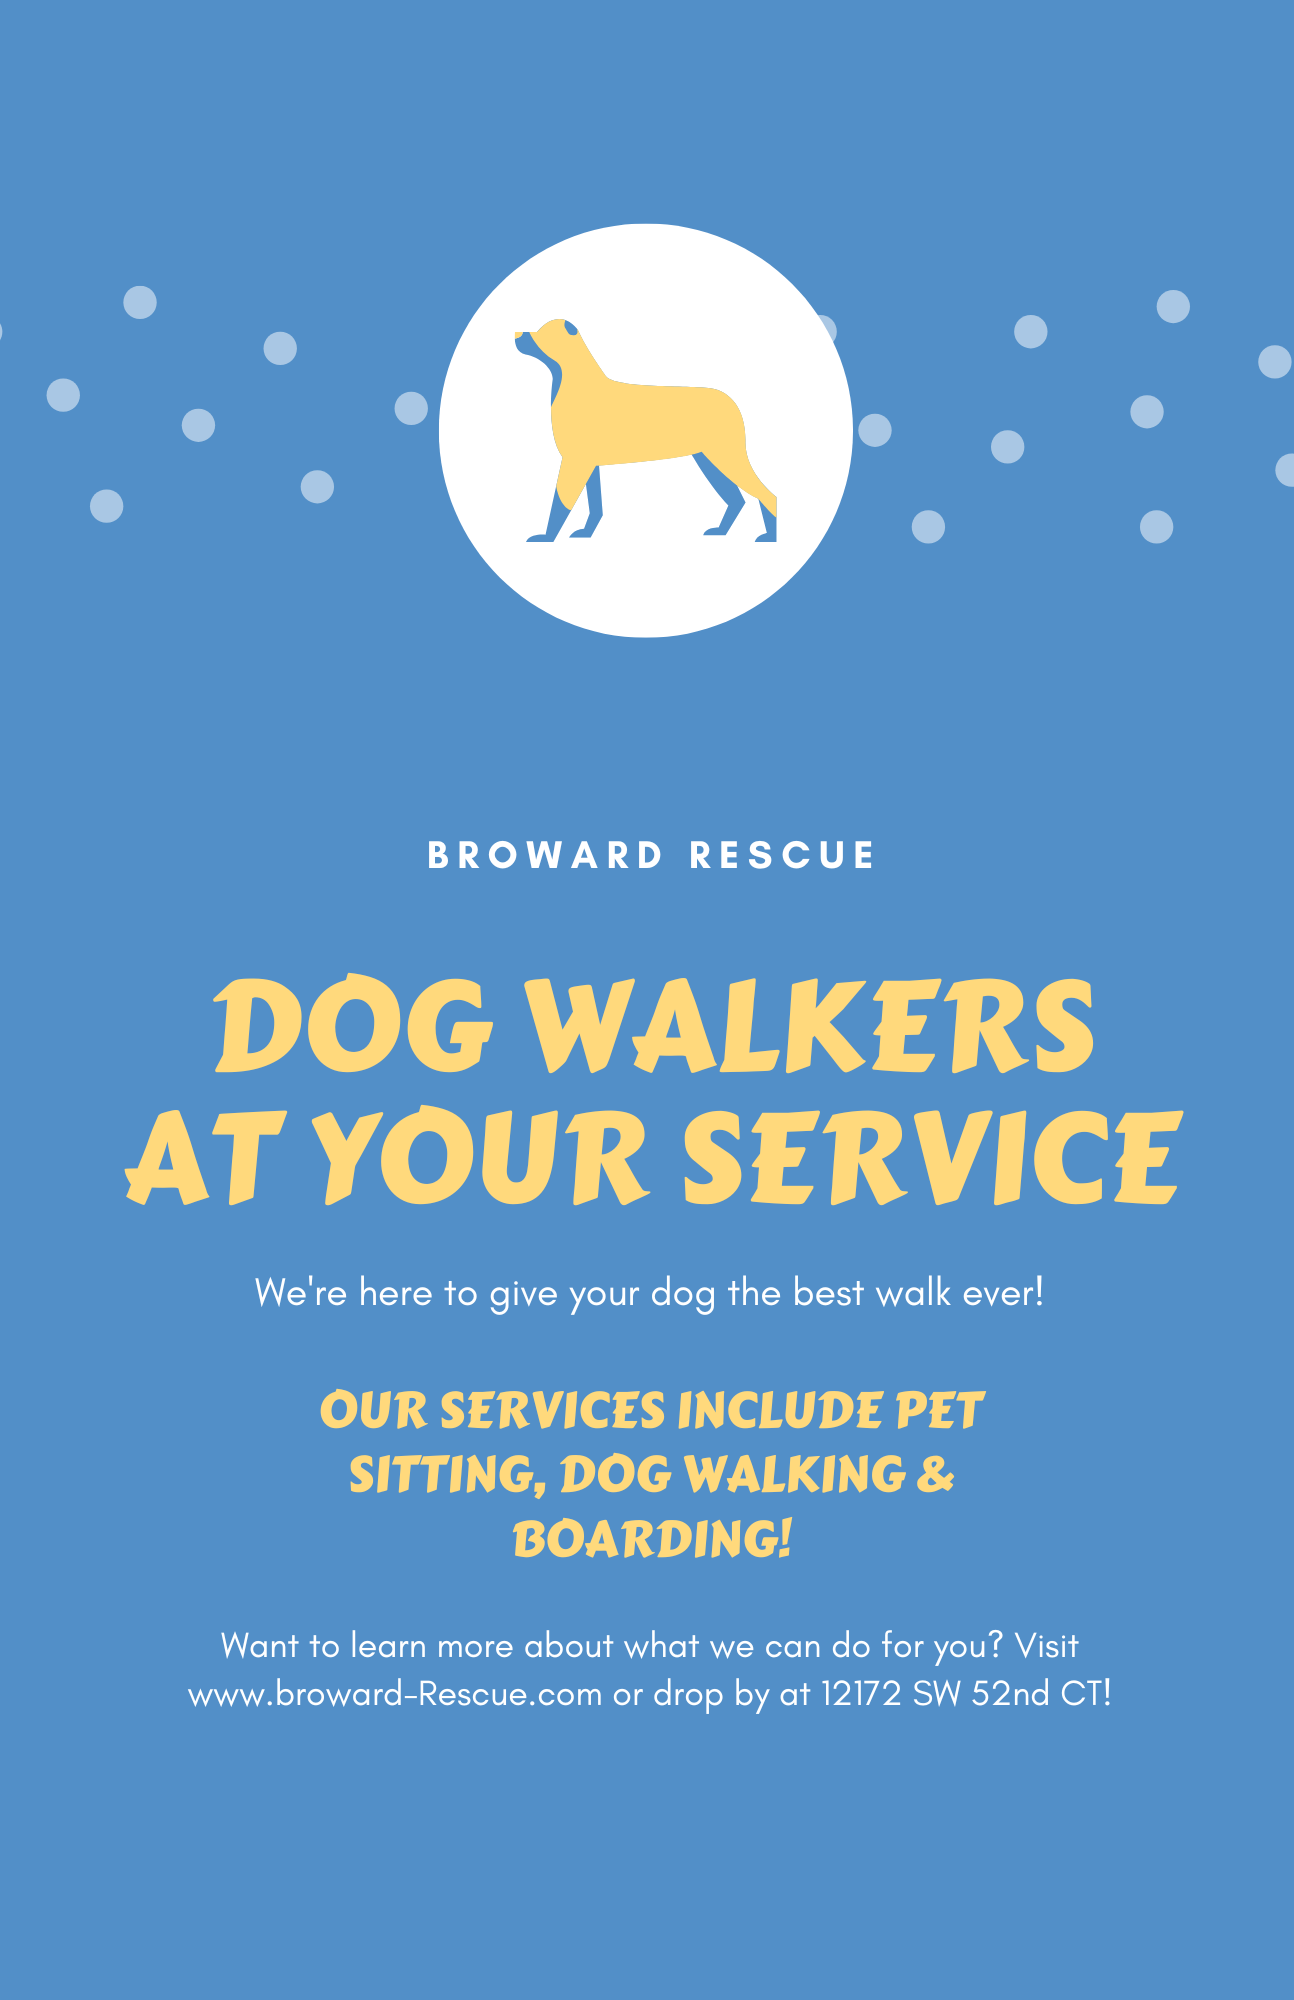 BROWARD RESCUE
DOG WALKERS
AT YOUR SERVICE
We're here to give your dog the best walk ever!
OUR SERVICES INCLUDE PET
SITTING, DOG WALKING &
BOARDING!
Want to learn more about what we can do for you? Visit
www.broward-Rescue.com or drop by at 12172 SW 52nd CT!